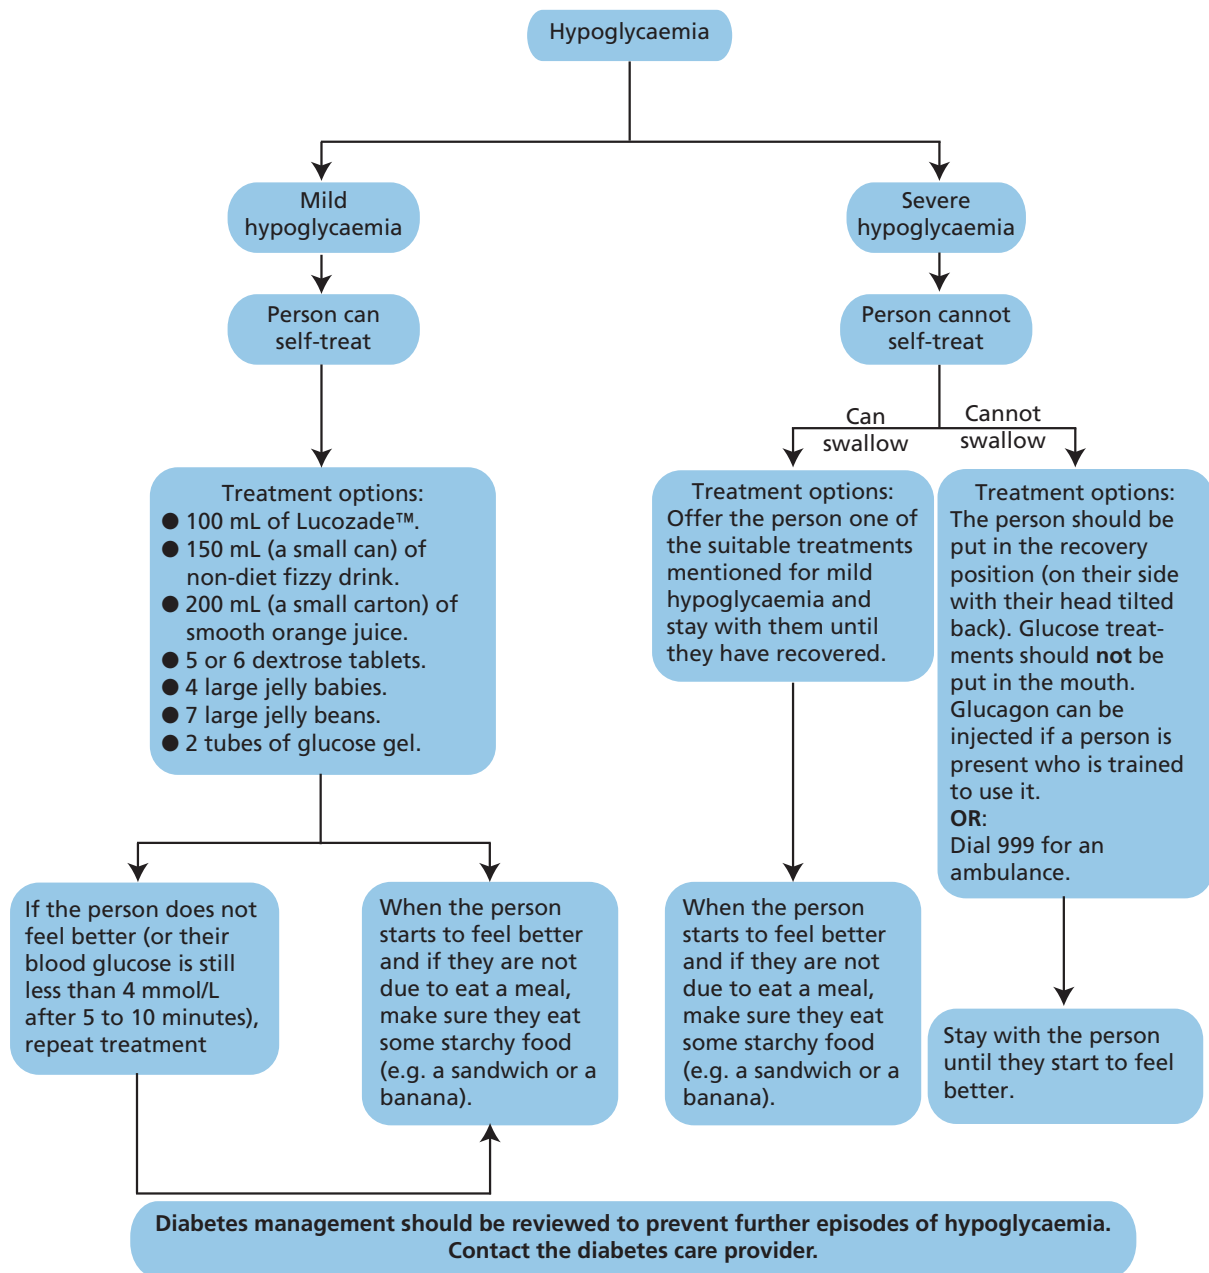 Hypoglycaemia
Mild
hypoglycaemia
Severe
hypoglycaemia
Person can
self-treat
Person cannot
self-treat
Can
swallow
Cannot
swallow
Treatment options:
● 100 mL of Lucozade™.
● 150 mL (a small can) of
non-diet fizzy drink.
● 200 mL (a small carton) of
smooth orange juice.
● 5 or 6 dextrose tablets.
● 4 large jelly babies.
● 7 large jelly beans.
● 2 tubes of glucose gel.
Treatment options:
Offer the person one of
the suitable treatments
mentioned for mild
hypoglycaemia and
stay with them until
they have recovered.
Treatment options:
The person should be
put in the recovery
position (on their side
with their head tilted
back). Glucose treat-
ments should not be
put in the mouth.
Glucagon can be
injected if a person is
present who is trained
to use it.
OR:
Dial 999 for an
ambulance.
If the person does not
feel better (or their
blood glucose is still
less than 4 mmol/L
after 5 to 10 minutes),
repeat treatment
When the person
starts to feel better
and if they are not
due to eat a meal,
make sure they eat
some starchy food
(e.g. a sandwich or a
banana).
When the person
starts to feel better
and if they are not
due to eat a meal,
make sure they eat
some starchy food
(e.g. a sandwich or a
banana).
Stay with the person
until they start to feel
better.
Diabetes management should be reviewed to prevent further episodes of hypoglycaemia.
Contact the diabetes care provider.